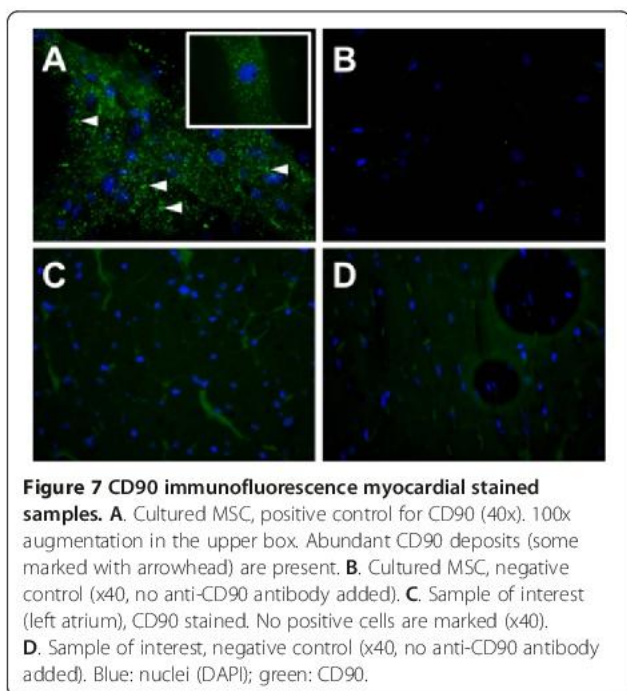 A
B
C
D
Figure 7 CD90 immunofluorescence myocardial stained
samples. A. Cultured MSC, positive control for CD90 (40x). 100x
augmentation in the upper box. Abundant CD90 deposits (some
marked with arrowhead) are present. B. Cultured MSC, negative
control (x40, no anti-CD90 antibody added). C. Sample of interest
(left atrium), CD90 stained. No positive cells are marked (x40).
D. Sample of interest, negative control (x40, no anti-CD90 antibody
added). Blue: nuclei (DAPI); green: CD90.